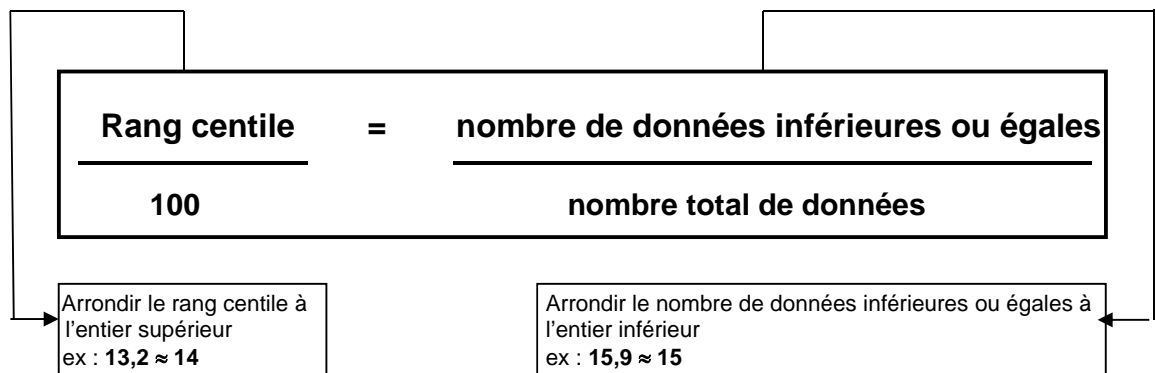 Rang centile = nombre de données inférieures ou égales
100 nombre total de données
Arrondir le rang centile à
l'entier supérieur
ex : 13,2 ≈ 14
Arrondir le nombre de données inférieures ou égales à
l'entier inférieur
ex : 15,9 ≈ 15